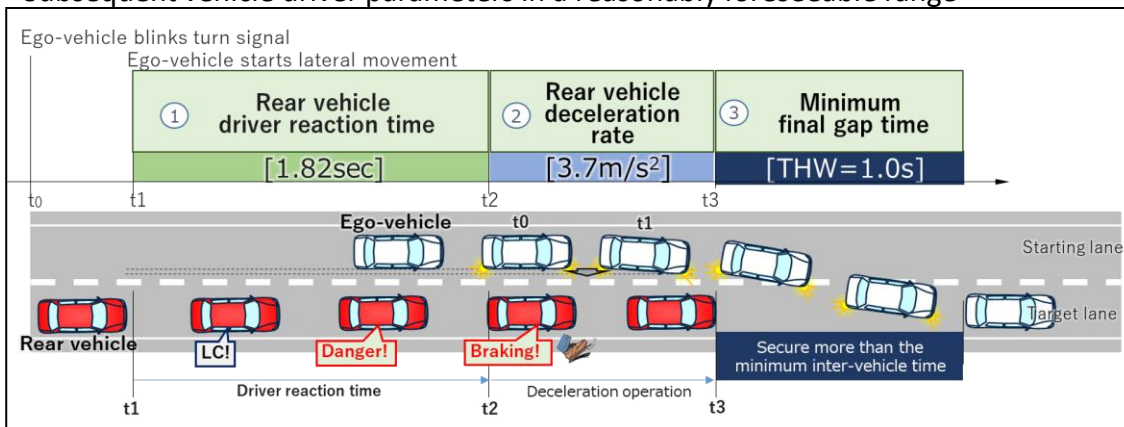 Subsequent vehicle driver parameters in a reasonably foreseeable range
Ego-vehicle blinks turn signal
Ego-vehicle starts lateral movement
1
Rear vehicle
driver reaction time
2
Rear vehicle
deceleration
rate
3
Minimum
final gap time
[1.82sec]
[3.7m/s²]
[THW=1.0s]
t0
t1
t2
t3
Ego-vehicle
t0
t1
Starting lane
Target lane
Rear vehicle
LC!
Danger!
Braking!
Secure more than the
minimum inter-vehicle time
Driver reaction time
Deceleration operation
t1
t2
t3